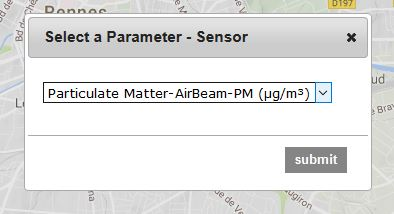 Rennes
D197
Select a Parameter - Sensor
Particulate Matter-AirBeam-PM (µg/m³)
submit